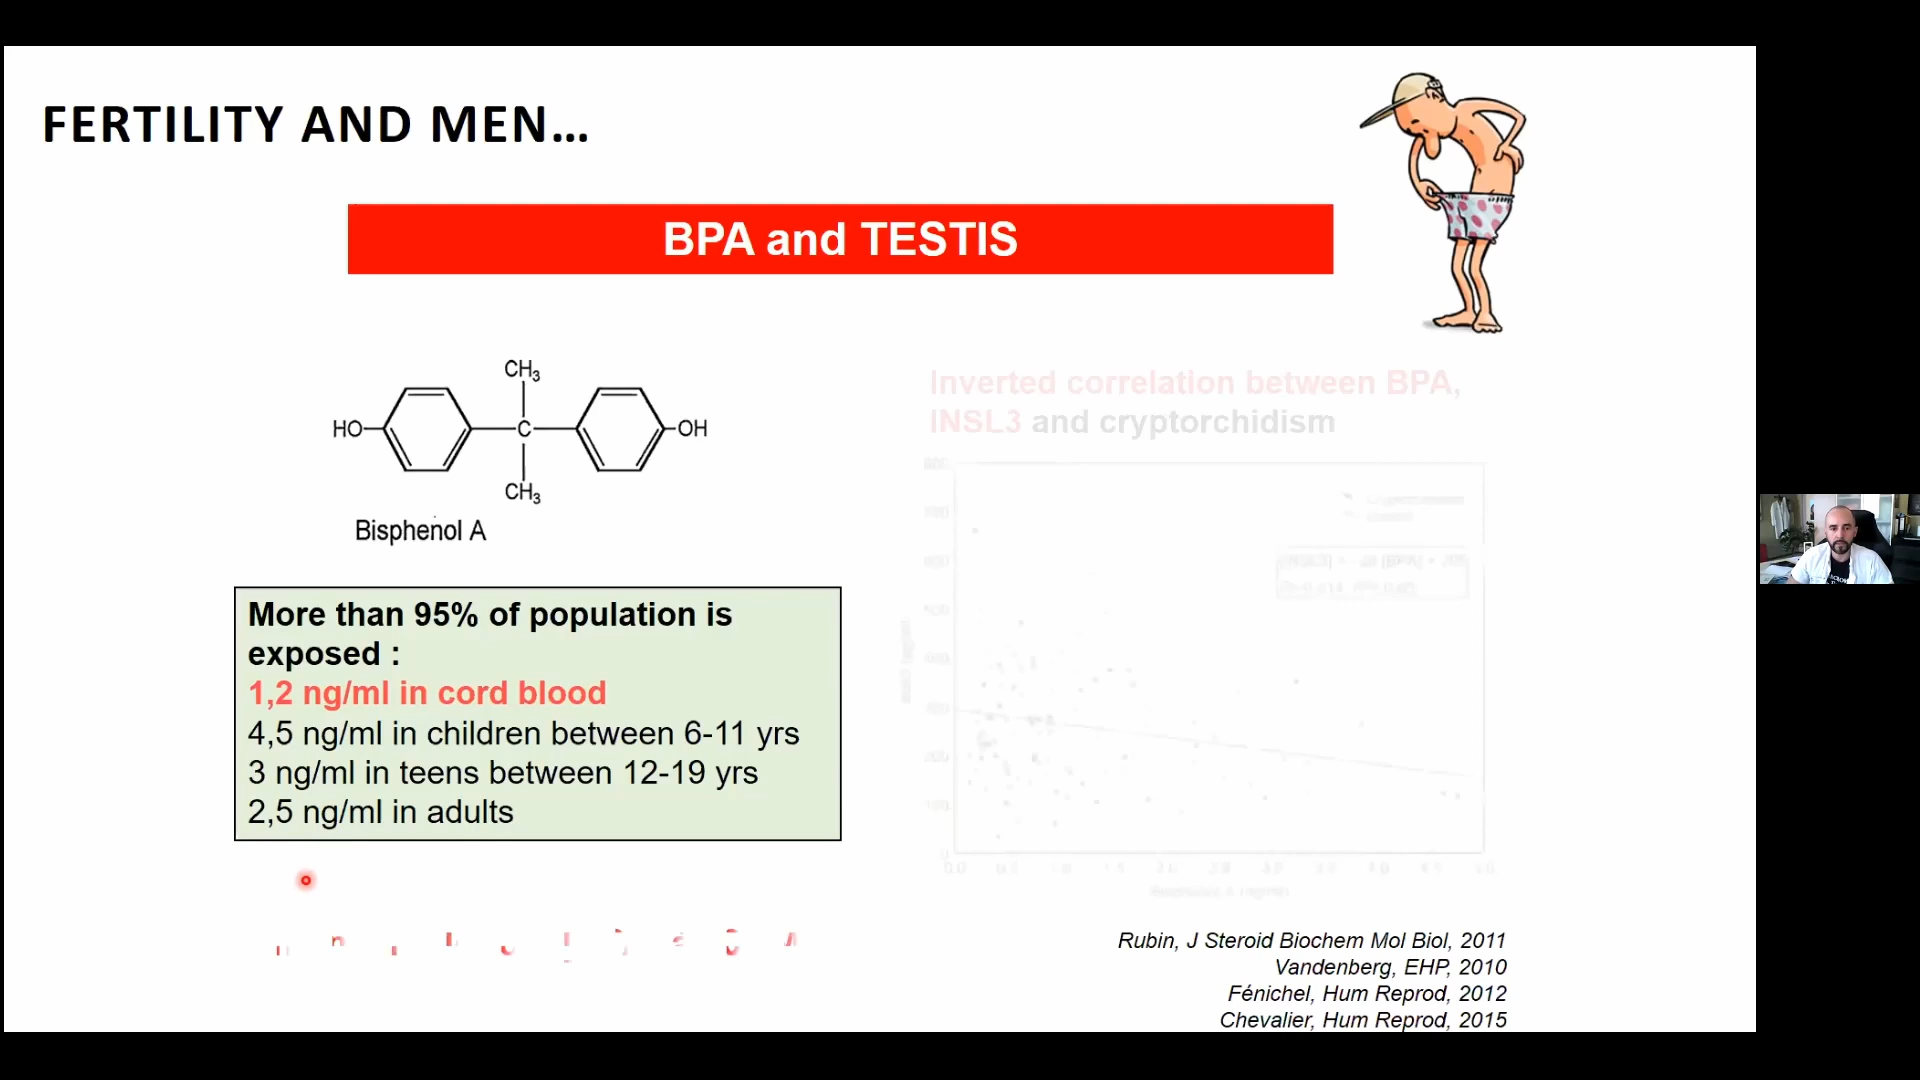 FERTILITY AND MEN…
BPA and TESTIS
CH3
HO
C
OH
CH3
Bisphenol A
More than 95% of population is
exposed :
1,2 ng/ml in cord blood
4,5 ng/ml in children between 6-11 yrs
3 ng/ml in teens between 12-19 yrs
2,5 ng/ml in adults
Inverted correlation between BPA,
INSL3 and cryptorchidism
Rubin, J Steroid Biochem Mol Biol, 2011
Vandenberg, EHP, 2010
Fénichel, Hum Reprod, 2012
Chevalier, Hum Reprod, 2015